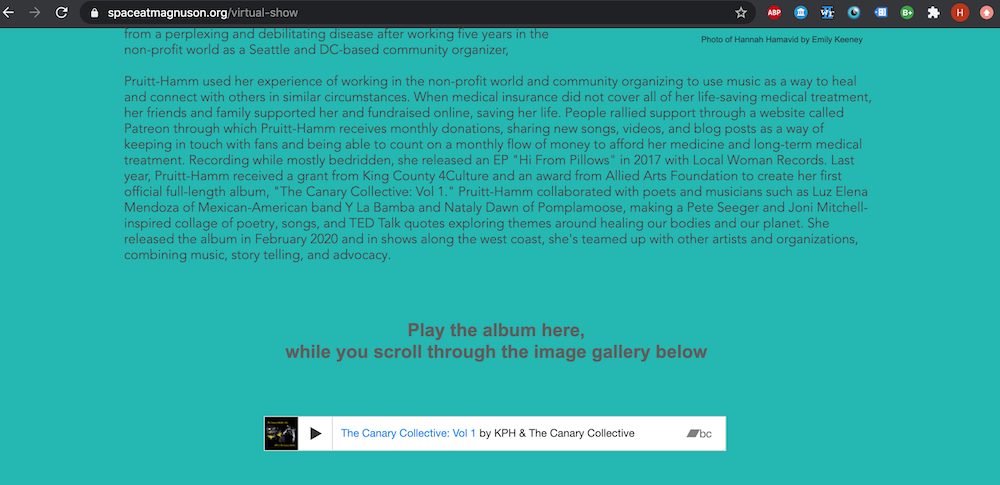 spaceatmagnuson.org/virtual-show
ABP
B+
H
from a perplexing and debilitating disease after working five years in the
non-profit world as a Seattle and DC-based community organizer,
Photo of Hannah Hamavid by Emily Keeney
Pruitt-Hamm used her experience of working in the non-profit world and community organizing to use music as a way to heal
and connect with others in similar circumstances. When medical insurance did not cover all of her life-saving medical treatment,
her friends and family supported her and fundraised online, saving her life. People rallied support through a website called
Patreon through which Pruitt-Hamm receives monthly donations, sharing new songs, videos, and blog posts as a way of
keeping in touch with fans and being able to count on a monthly flow of money to afford her medicine and long-term medical
treatment. Recording while mostly bedridden, she released an EP "Hi From Pillows" in 2017 with Local Woman Records. Last
year, Pruitt-Hamm received a grant from King County 4Culture and an award from Allied Arts Foundation to create her first
official full-length album, "The Canary Collective: Vol 1." Pruitt-Hamm collaborated with poets and musicians such as Luz Elena
Mendoza of Mexican-American band Y La Bamba and Nataly Dawn of Pomplamoose, making a Pete Seeger and Joni Mitchell-
inspired collage of poetry, songs, and TED Talk quotes exploring themes around healing our bodies and our planet. She
released the album in February 2020 and in shows along the west coast, she's teamed up with other artists and organizations,
combining music, story telling, and advocacy.
Play the album here,
while you scroll through the image gallery below
The Canary Collective: Vol 1 by KPH & The Canary Collective
bc